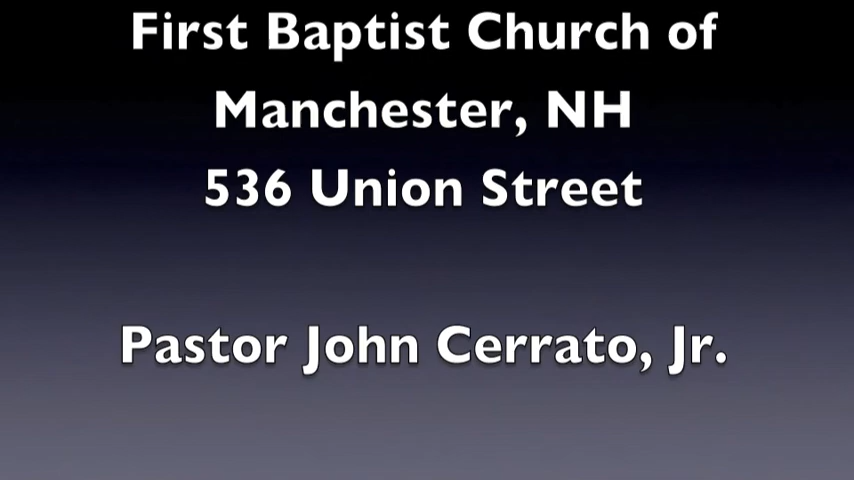 First Baptist Church of
Manchester, NH
536 Union Street
Pastor John Cerrato, Jr.